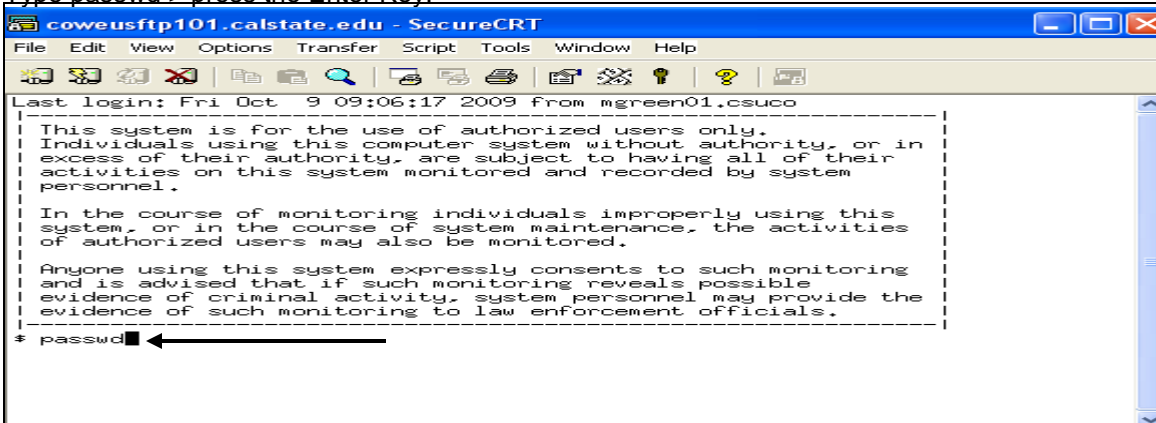 Type passwd > press the Enter Key.
coweusftp101.calstate.edu - SecureCRT
File Edit View Options Transfer Script Tools Window Help
Last login: Fri Oct 9 09:06:17 2009 from mgreen01.csuco
|--------------------------------------------------------------------|
| This system is for the use of authorized users only. |
| Individuals using this computer system without authority, or in |
| excess of their authority, are subject to having all of their |
| activities on this system monitored and recorded by system |
| personnel. |
| In the course of monitoring individuals improperly using this |
| system, or in the course of system maintenance, the activities |
| of authorized users may also be monitored. |
| Anyone using this system expressly consents to such monitoring |
| and is advised that if such monitoring reveals possible |
| evidence of criminal activity, system personnel may provide the |
| evidence of such monitoring to law enforcement officials. |
|--------------------------------------------------------------------|
* passwd